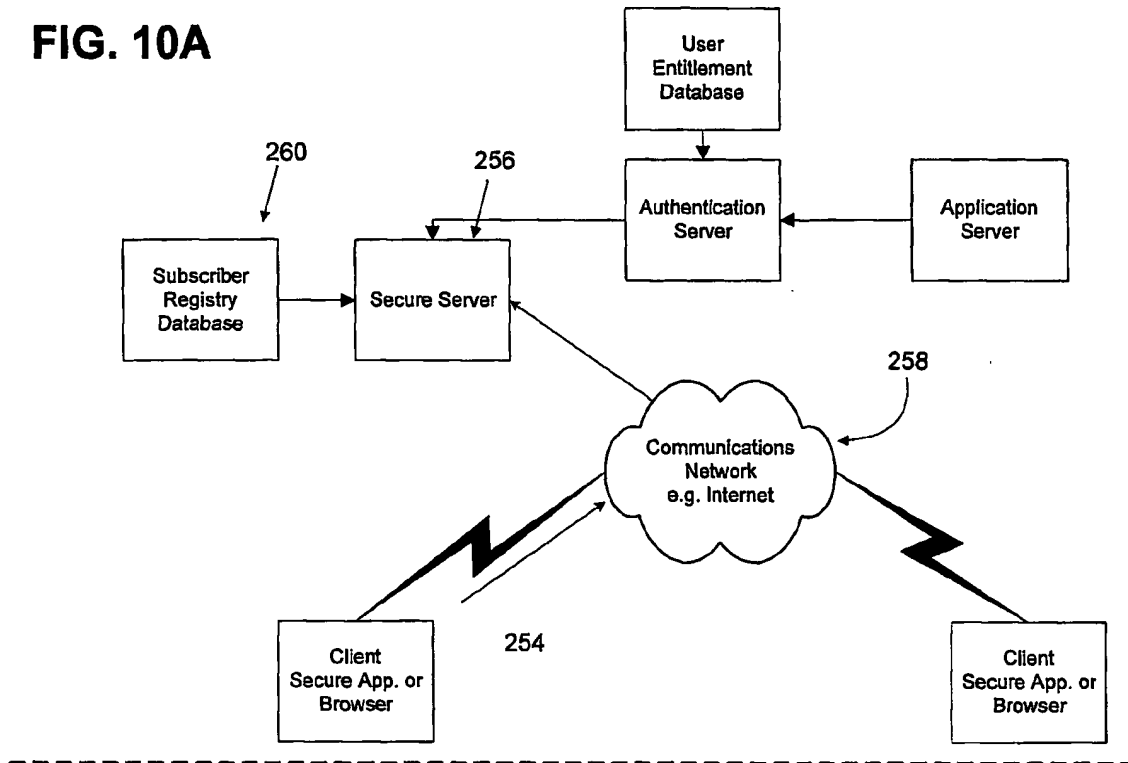 FIG. 10A
User
Entitlement
Database
260
256
Authentication
Server
Application
Server
Subscriber
Registry
Database
Secure Server
258
Communications
Network
e.g. Internet
254
Client
Secure App. or
Browser
Client
Secure App. or
Browser